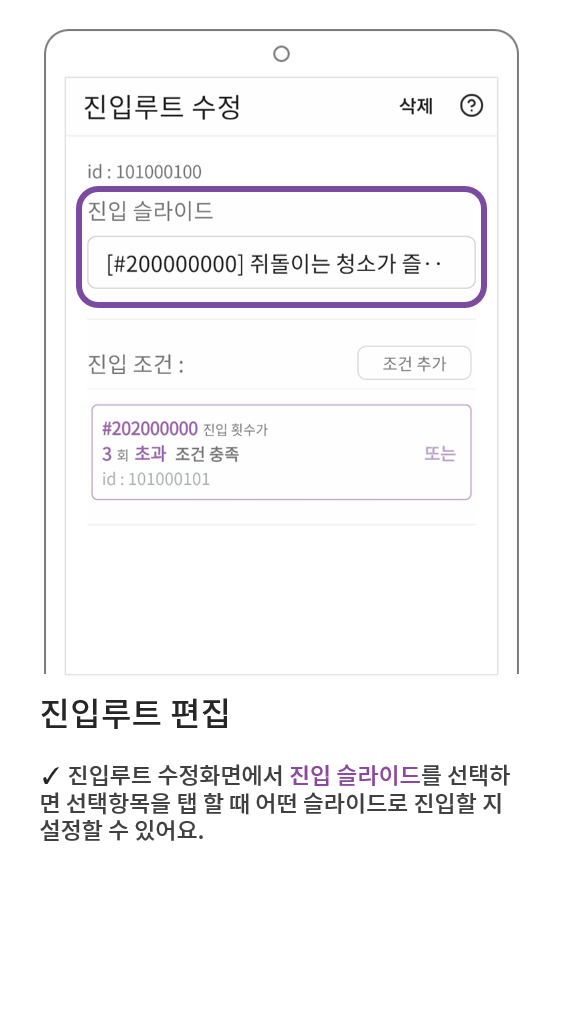 진입루트 수정 삭제 ?
id : 101000100
진입 슬라이드
[#200000000] 쥐돌이는 청소가 즐‥
진입 조건 : 조건 추가
#202000000 진입 횟수가
3 회 초과 조건 충족 또는
id : 101000101
진입루트 편집
✓ 진입루트 수정화면에서 진입 슬라이드를 선택하
면 선택항목을 탭 할 때 어떤 슬라이드로 진입할 지
설정할 수 있어요.